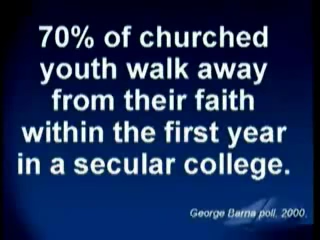 70% of churched
youth walk away
from their faith
within the first year
in a secular college.
George Barna poll, 2000